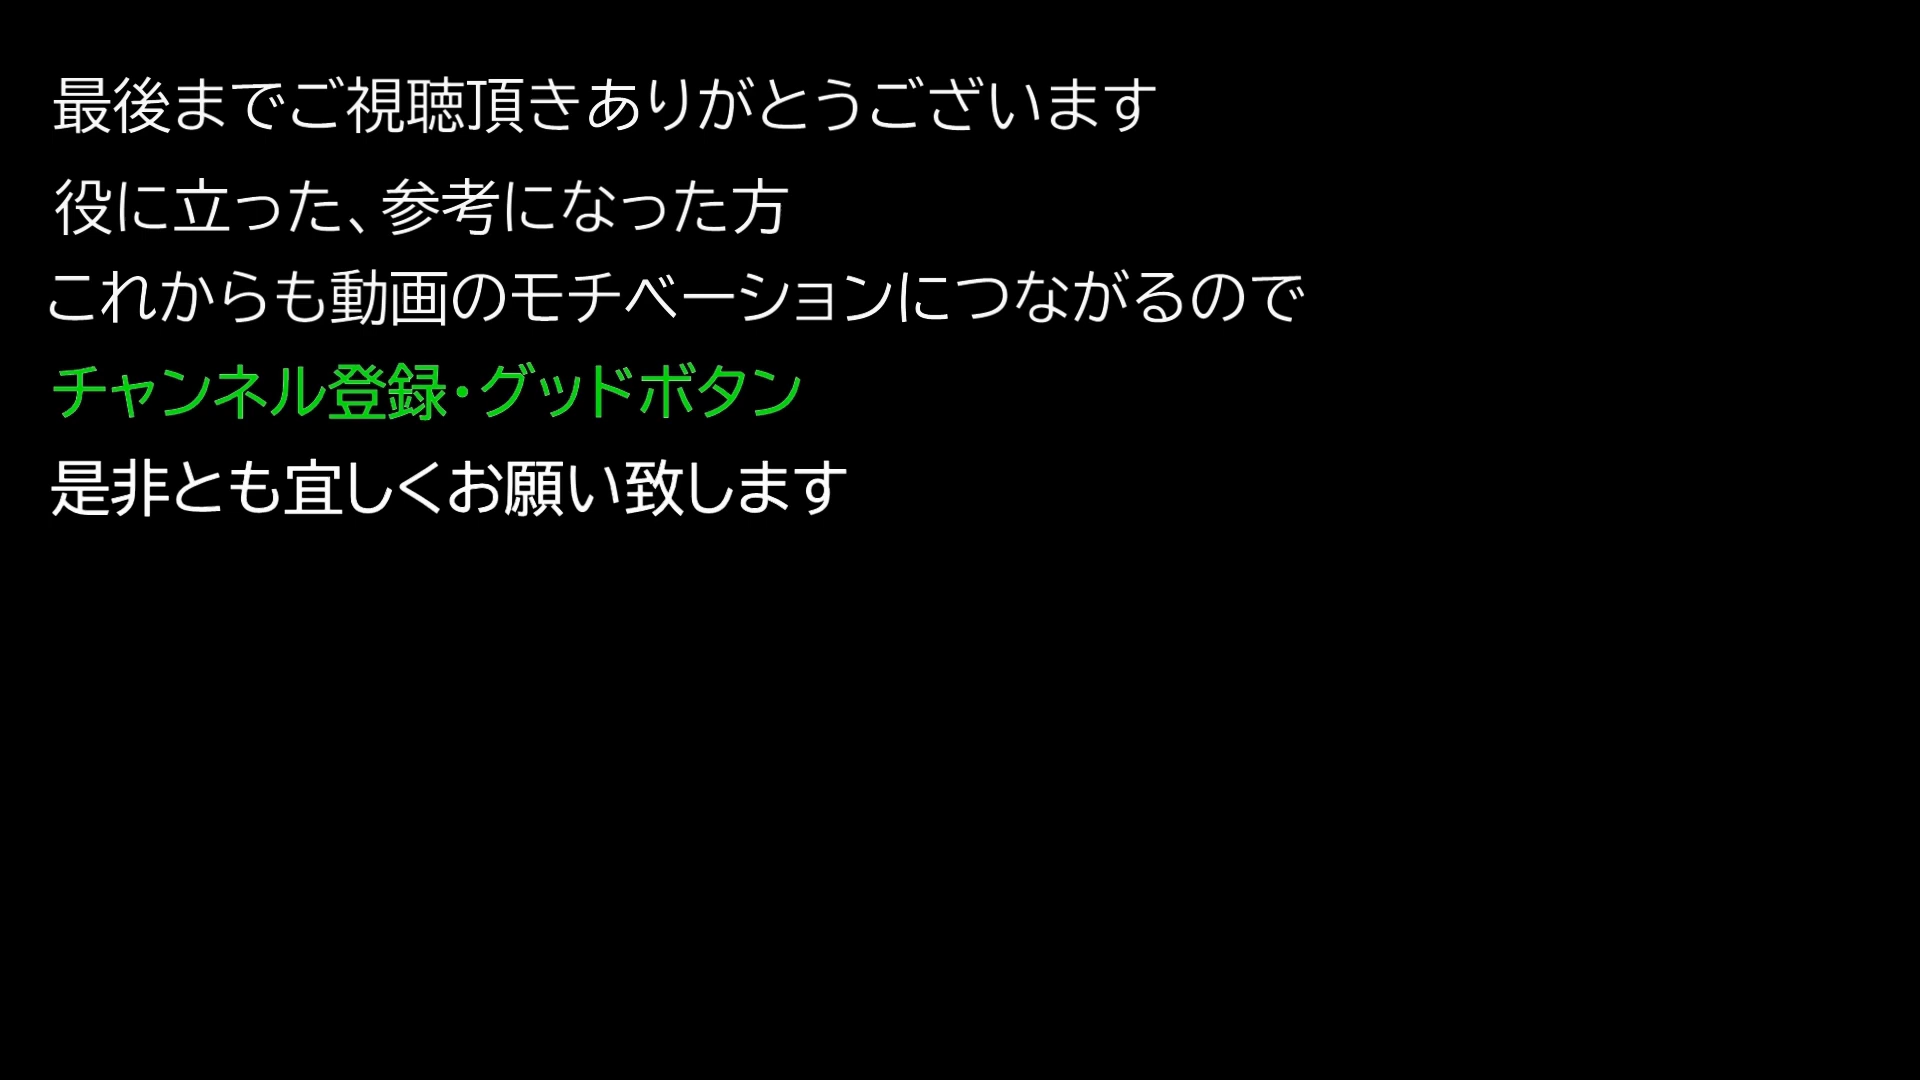 最後までご視聴頂きありがとうございます
役に立った、参考になった方
これからも動画のモチベーションにつながるので
チャンネル登録・グッドボタン
是非とも宜しくお願い致します